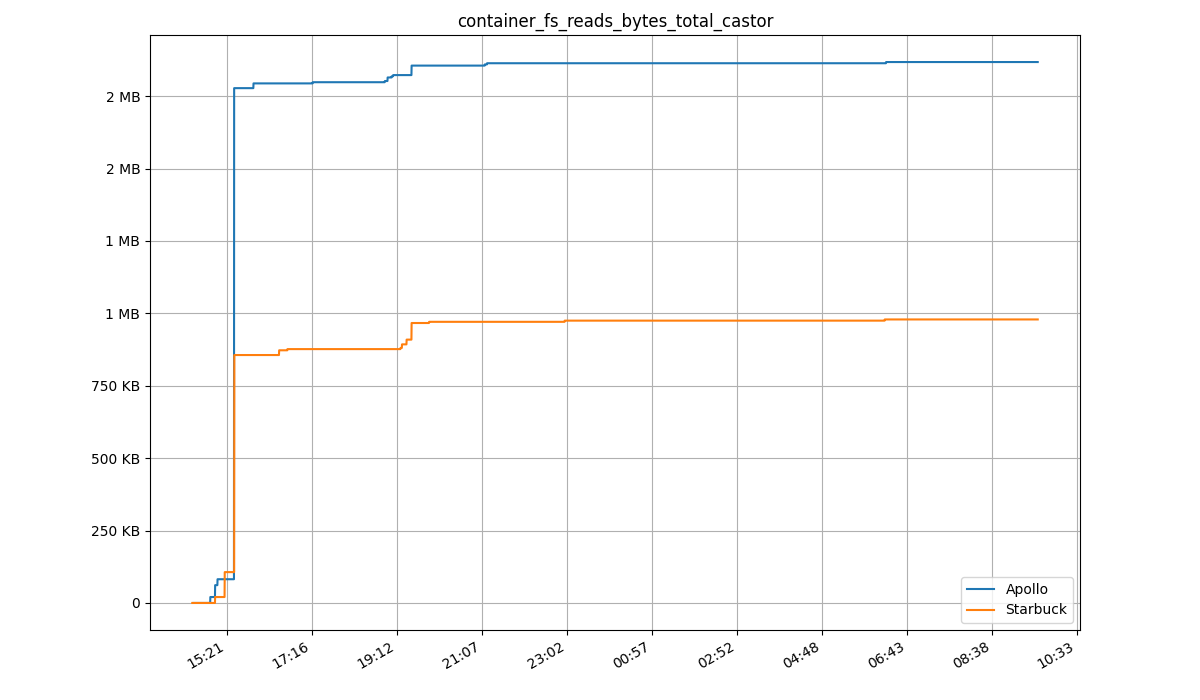 container_fs_reads_bytes_total_castor
2 MB
2 MB
1 MB
1 MB
750 KB
500 KB
250 KB
0
Apollo
Starbuck
15:21
17:16
19:12
21:07
23:02
00:57
02:52
04:48
06:43
08:38
10:33